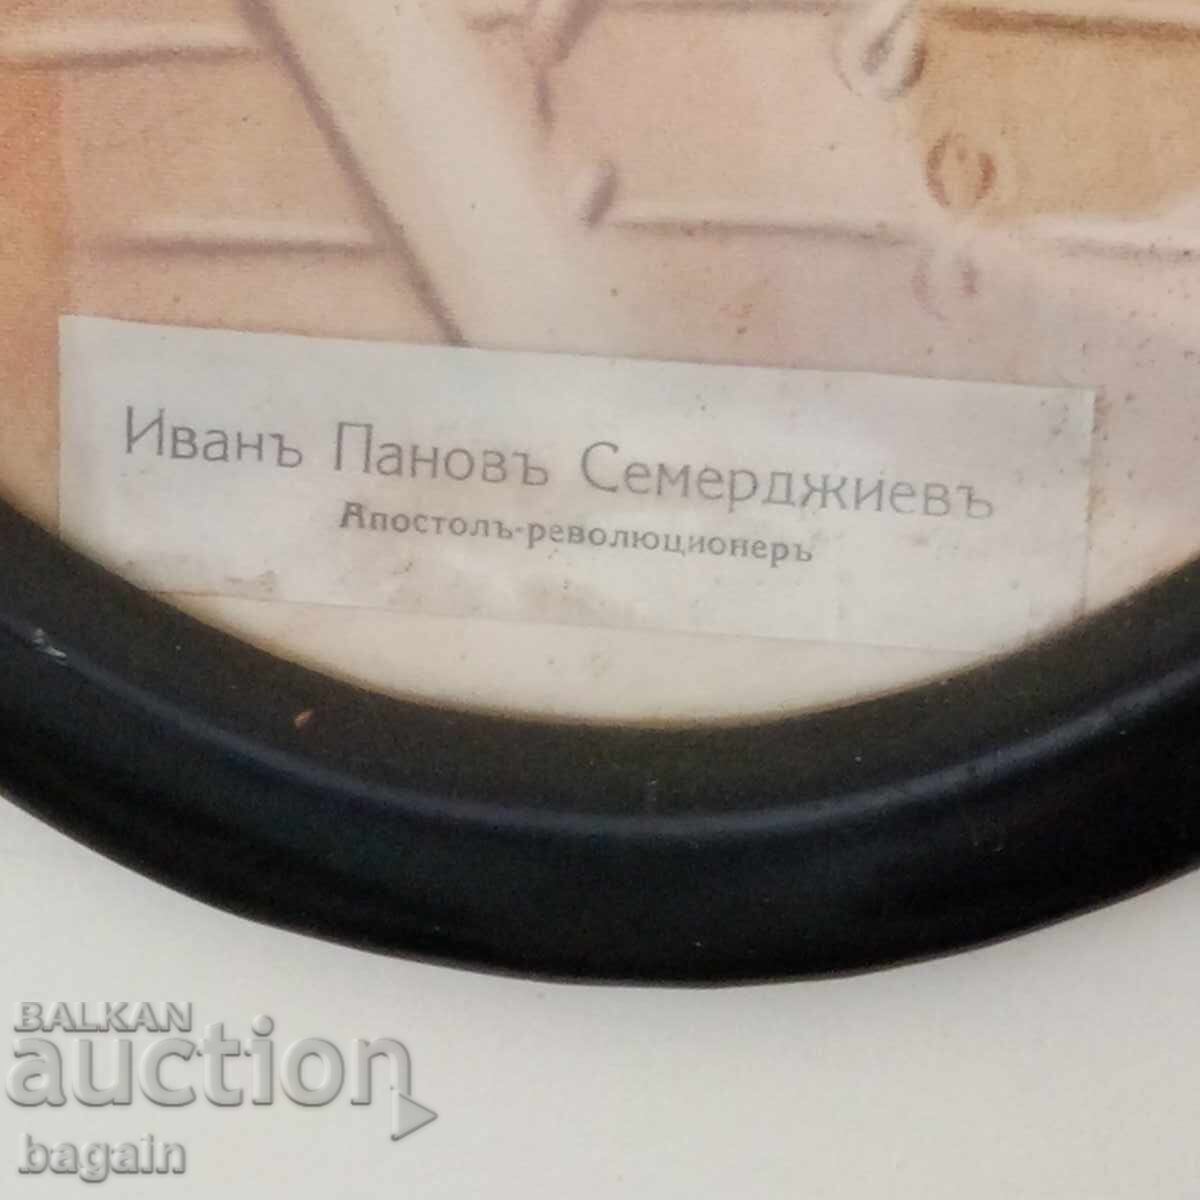 Иванъ Пановъ Семерджиевъ
Апостолъ-революционеръ
BALKAN
auction
bagain